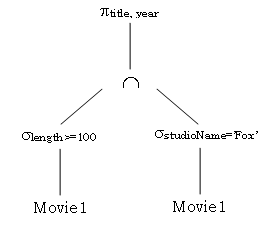 πtitle, year
∩
σlength>=100 σstudioName='Fox'
Movie1 Movie1